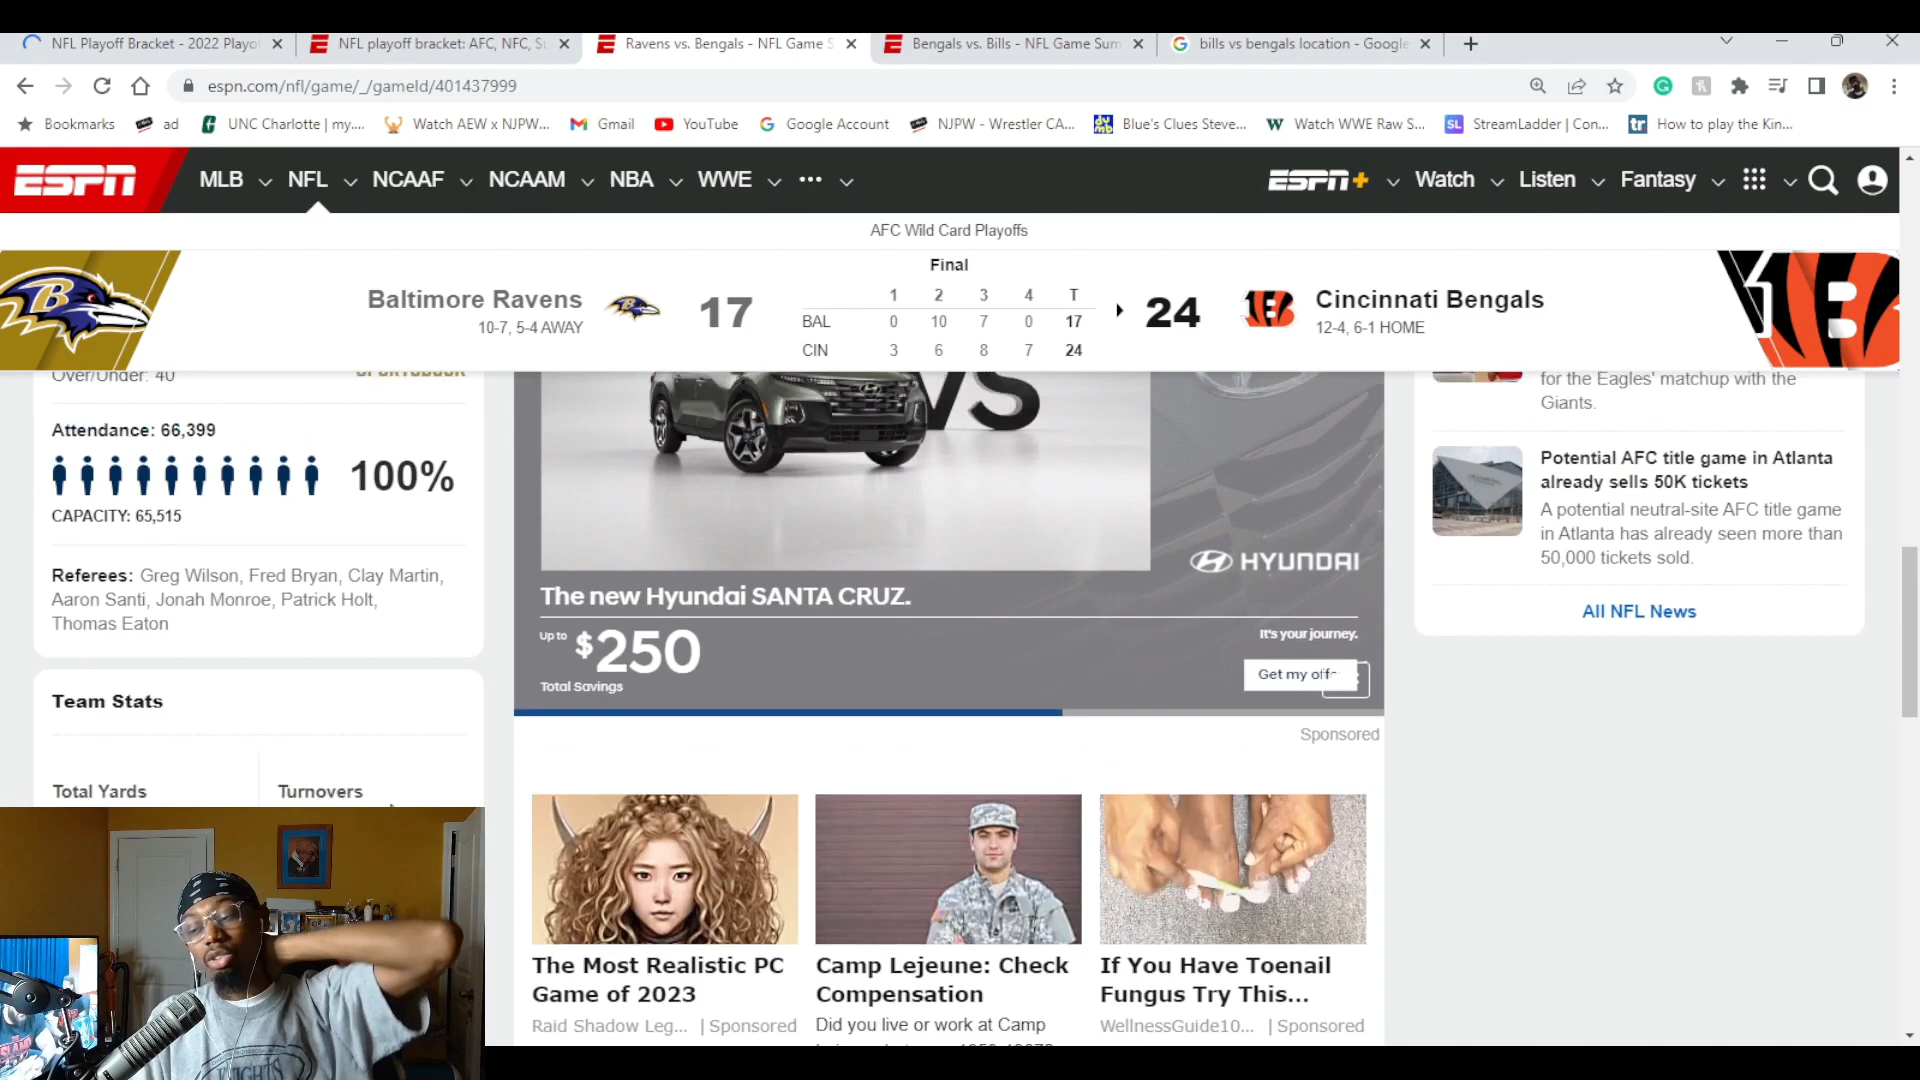 NFL Playoff Bracket - 2022 Playo
NFL playoff bracket: AFC, NFC, Su
Ravens vs. Bengals - NFL Game S
Bengals vs. Bills - NFL Game Sum
bills vs bengals location - Google
espn.com/nfl/game/_/gameId/401437999
Bookmarks
ad
UNC Charlotte | my....
Watch AEW x NJPW...
Gmail
YouTube
Google Account
NJPW - Wrestler CA...
Blue's Clues Steve...
Watch WWE Raw S...
StreamLadder | Con...
How to play the Kin...
ESPN
MLB
NFL
NCAAF
NCAAM
NBA
WWE
ESPN+
Watch
Listen
Fantasy
AFC Wild Card Playoffs
Final
Baltimore Ravens
10-7, 5-4 AWAY
17
1 2 3 4 T
BAL 0 10 7 0 17
CIN 3 6 8 7 24
24
Cincinnati Bengals
12-4, 6-1 HOME
Over/Under: 40
Attendance: 66,399
100%
CAPACITY: 65,515
Referees: Greg Wilson, Fred Bryan, Clay Martin,
Aaron Santi, Jonah Monroe, Patrick Holt,
Thomas Eaton
Team Stats
Total Yards
Turnovers
VS
HYUNDAI
The new Hyundai SANTA CRUZ.
Up to $250
Total Savings
It's your journey.
Get my offe
Sponsored
The Most Realistic PC
Game of 2023
Raid Shadow Leg... | Sponsored
Camp Lejeune: Check
Compensation
Did you live or work at Camp
If You Have Toenail
Fungus Try This...
WellnessGuide10... | Sponsored
for the Eagles' matchup with the
Giants.
Potential AFC title game in Atlanta
already sells 50K tickets
A potential neutral-site AFC title game
in Atlanta has already seen more than
50,000 tickets sold.
All NFL News